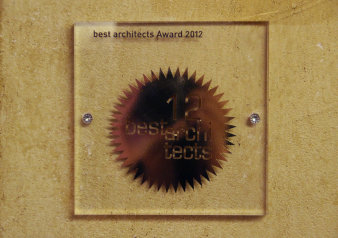 best architects Award 2012
12
best archi
tects